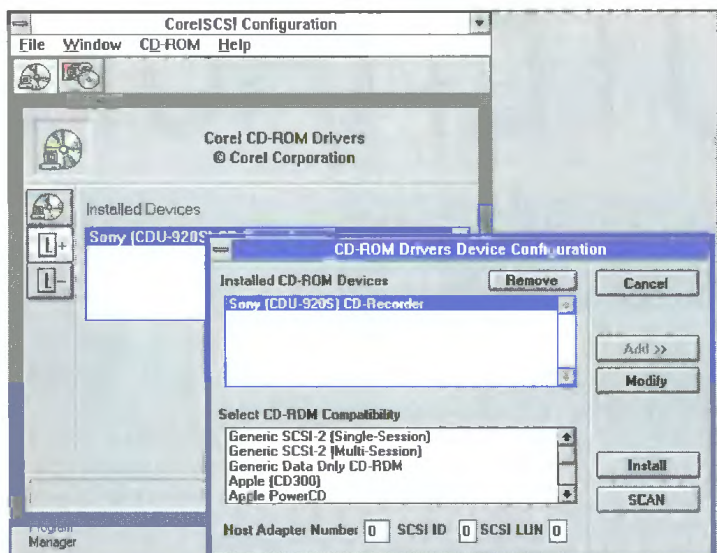 CorelSCSI Configuration
File Window CD-ROM Help
Corel CD-ROM Drivers
© Corel Corporation
Installed Devices
Sony (CDU-920S)
CD-ROM Drivers Device Configuration
Installed CD-ROM Devices
Remove
Cancel
Sony (CDU-920S) CD-Recorder
Add >>
Modify
Select CD-ROM Compatibility
Generic SCSI-2 (Single-Session)
Generic SCSI-2 (Multi-Session)
Generic Data Only CD-ROM
Apple (CD300)
Apple PowerCD
Install
SCAN
Host Adapter Number 0 SCSI ID 0 SCSI LUN 0
Program
Manager